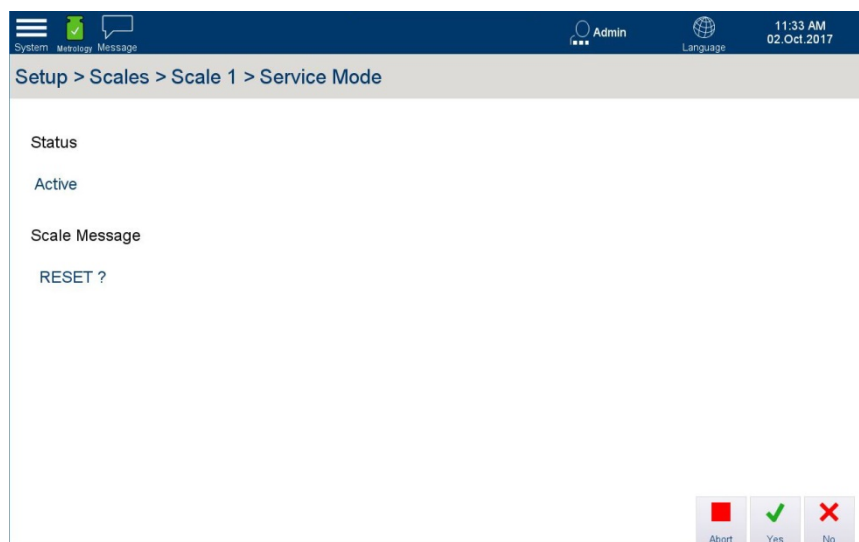 System Metrology Message Admin Language 11:33 AM
02.Oct.2017
Setup > Scales > Scale 1 > Service Mode
Status
Active
Scale Message
RESET ?
Abort Yes No